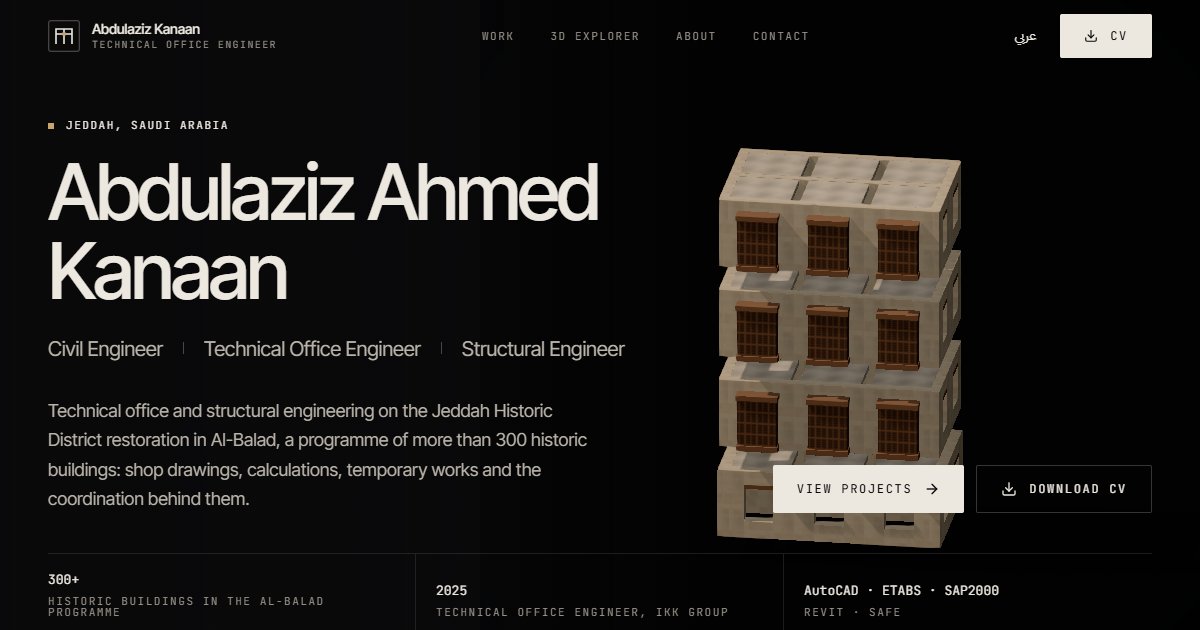 Abdulaziz Kanaan
TECHNICAL OFFICE ENGINEER
WORK
3D EXPLORER
ABOUT
CONTACT
عربي
CV
JEDDAH, SAUDI ARABIA
Abdulaziz Ahmed
Kanaan
Civil Engineer
Technical Office Engineer
Structural Engineer
Technical office and structural engineering on the Jeddah Historic
District restoration in Al-Balad, a programme of more than 300 historic
buildings: shop drawings, calculations, temporary works and the
coordination behind them.
VIEW PROJECTS
DOWNLOAD CV
300+
HISTORIC BUILDINGS IN THE AL-BALAD
PROGRAMME
2025
TECHNICAL OFFICE ENGINEER, IKK GROUP
AutoCAD · ETABS · SAP2000
REVIT · SAFE